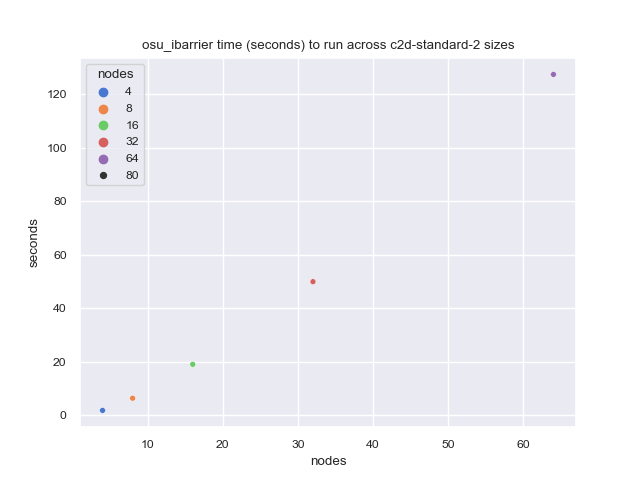 osu_ibarrier time (seconds) to run across c2d-standard-2 sizes
nodes
4
8
16
32
64
80
120
100
80
60
40
20
0
seconds
10 20 30 40 50 60
nodes